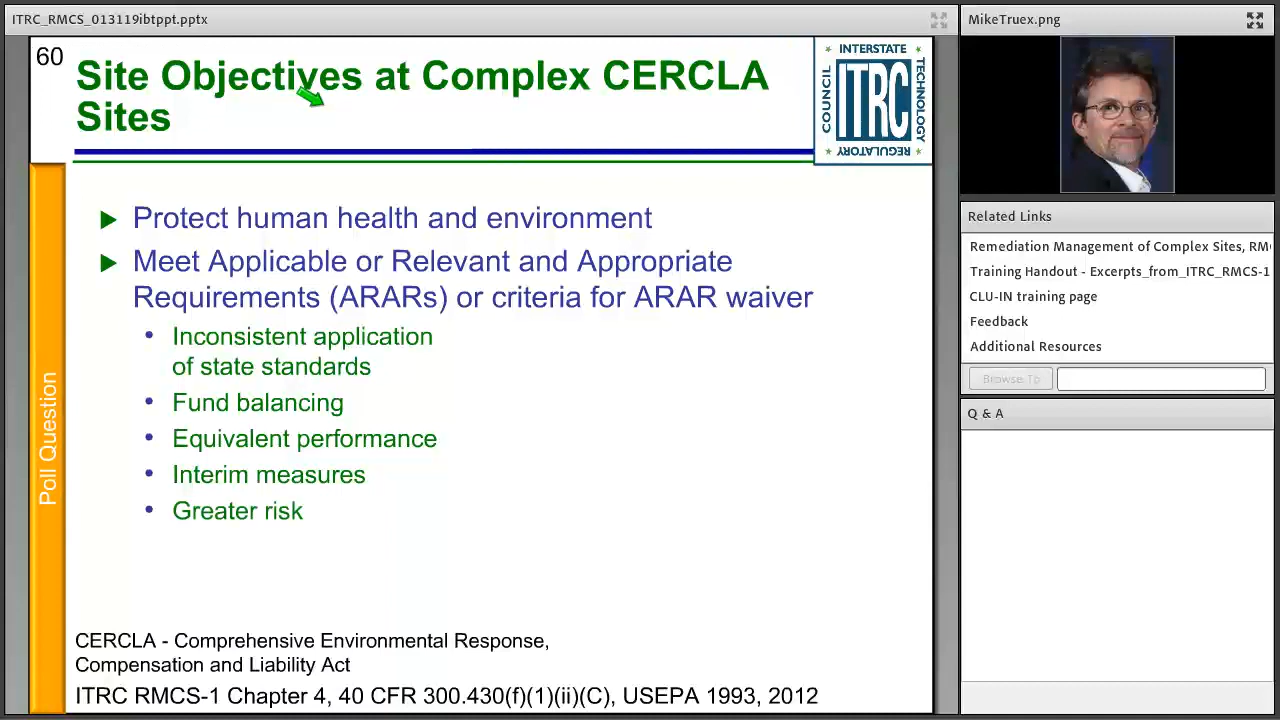 ITRC_RMCS_013119ibtppt.pptx
60
Site Objectives at Complex CERCLA
Sites
INTERSTATE
COUNCIL
ITRC
TECHNOLOGY
REGULATORY
Protect human health and environment
Meet Applicable or Relevant and Appropriate
Requirements (ARARs) or criteria for ARAR waiver
• Inconsistent application
of state standards
• Fund balancing
• Equivalent performance
• Interim measures
• Greater risk
Poll Question
CERCLA - Comprehensive Environmental Response,
Compensation and Liability Act
ITRC RMCS-1 Chapter 4, 40 CFR 300.430(f)(1)(ii)(C), USEPA 1993, 2012
MikeTruex.png
Related Links
Remediation Management of Complex Sites, RM
Training Handout - Excerpts_from_ITRC_RMCS-1
CLU-IN training page
Feedback
Additional Resources
Browse To
Q & A